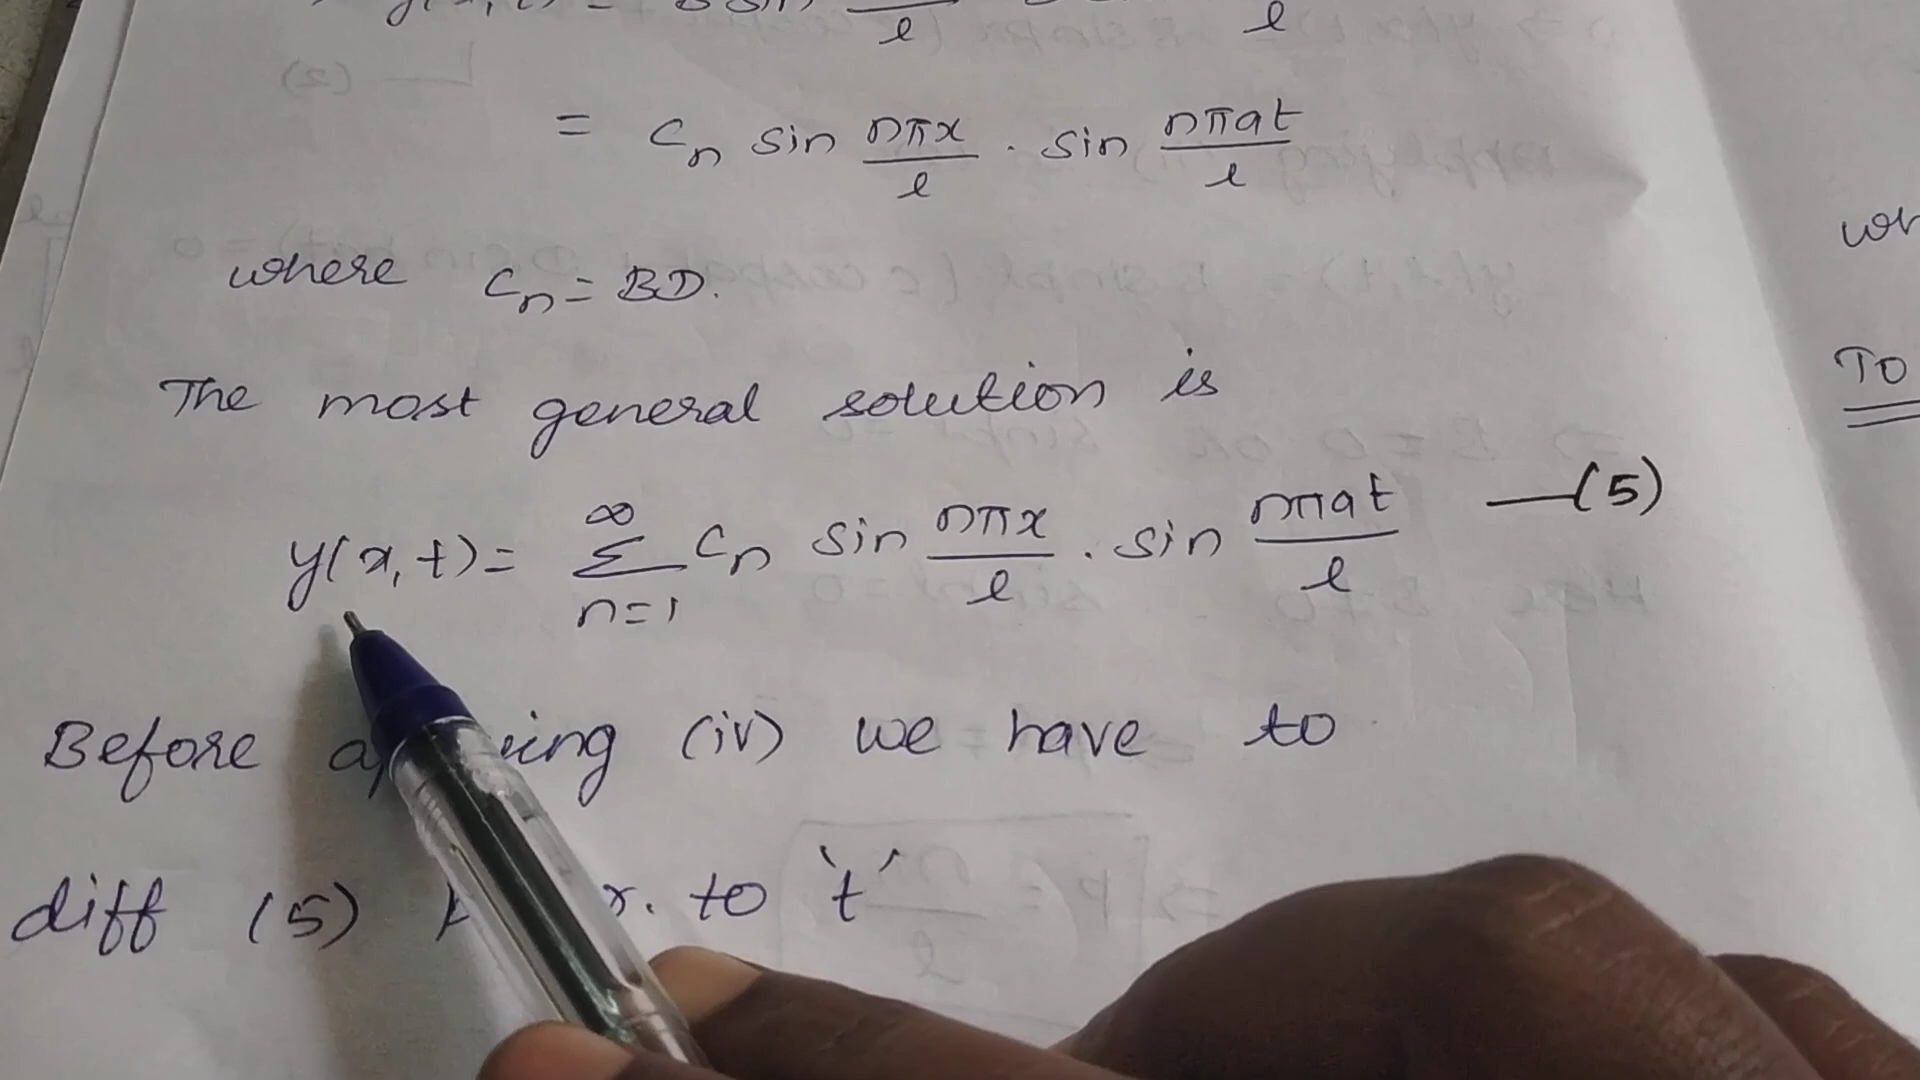 y(x,t) = B sin
l
l
= Cn sin nπx/l . sin nπat/l
where Cn = BD.
The most general solution is
y(x,t) = ∞ Σ n=1 Cn sin nπx/l . sin nπat/l —(5)
Before (iv) we have to
diff (5) r. to 't'
To